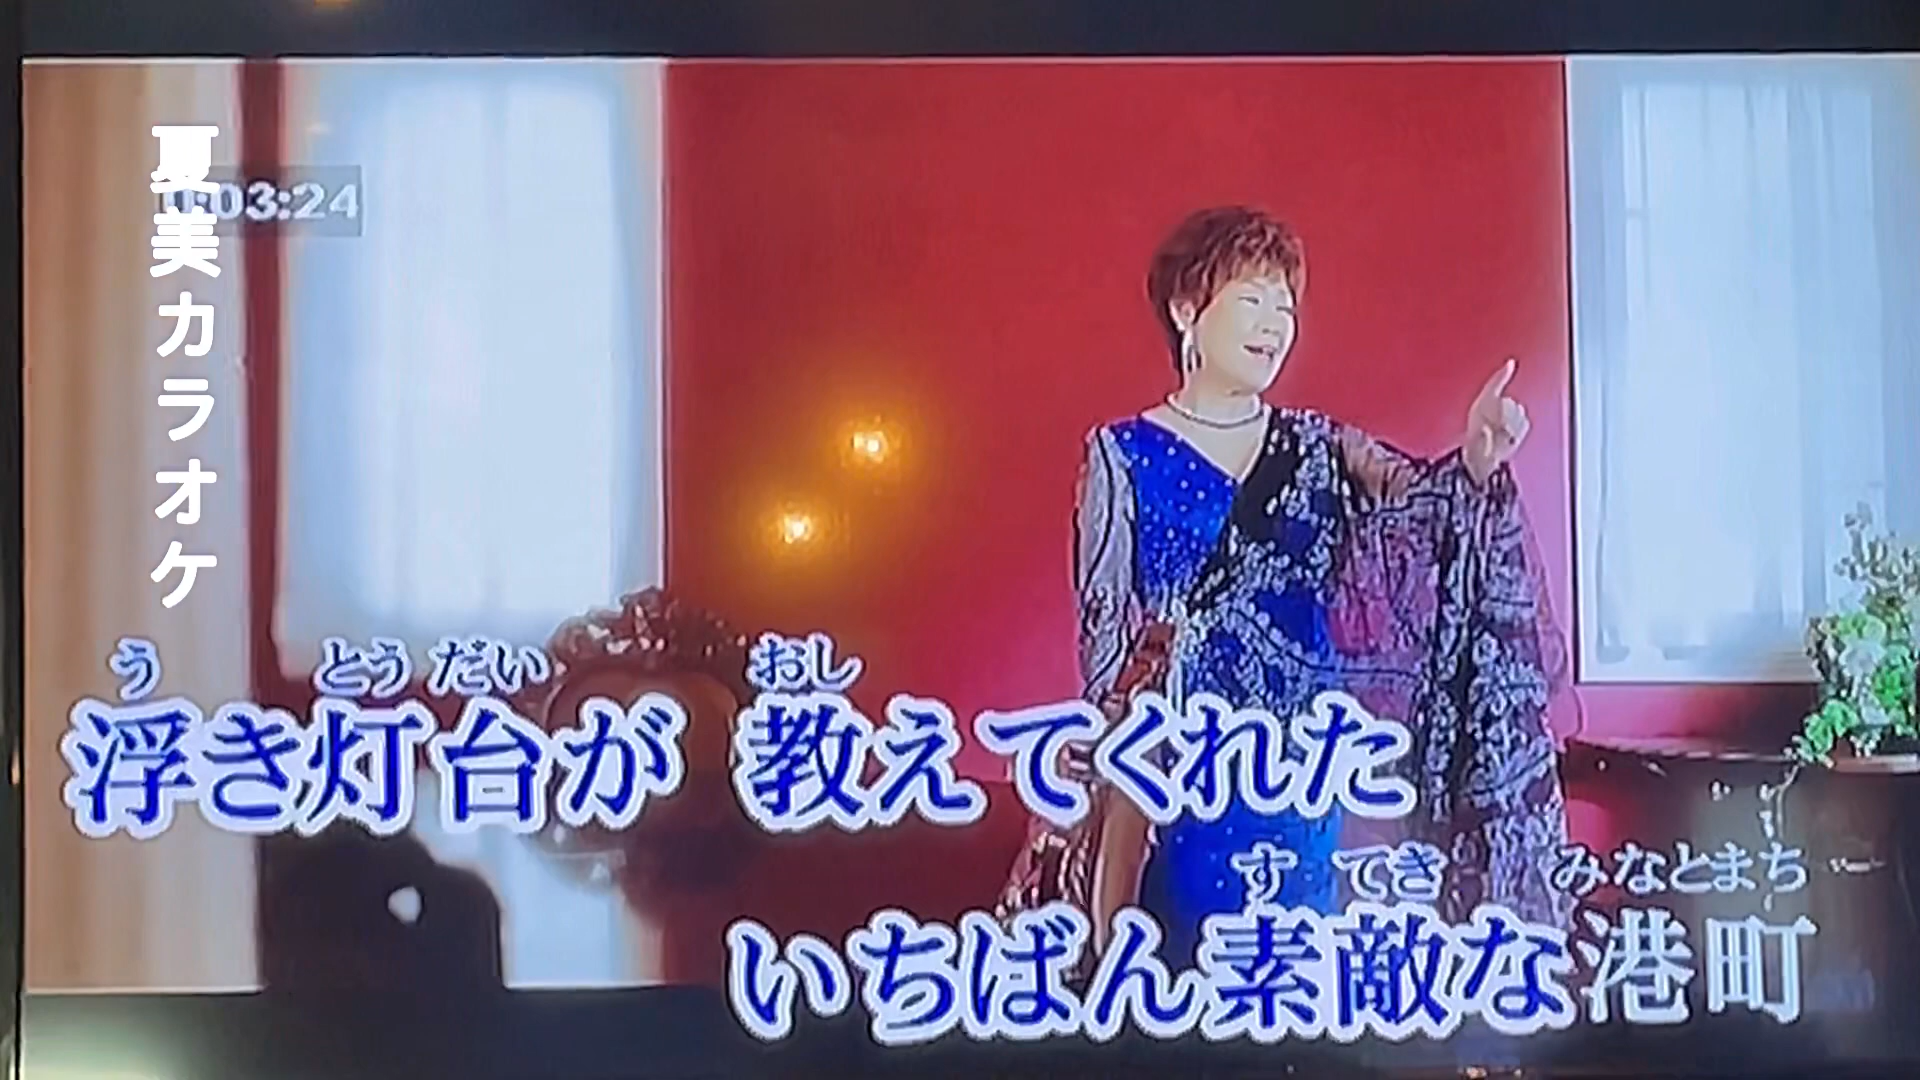 夏美カラオケ
0:03:24
う とうだい おし
浮き灯台が 教えてくれた
すてき みなとまち
いちばん素敵な港町